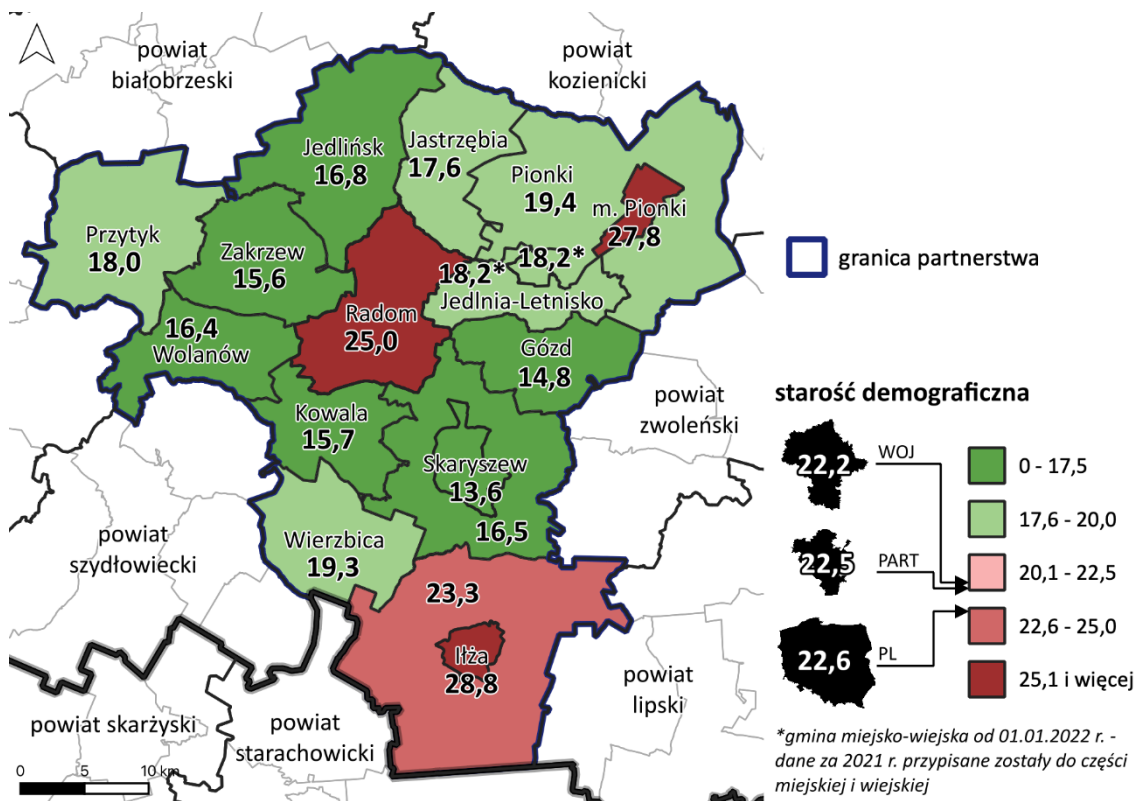 powiat
białobrzeski
powiat
kozienicki
Jedlińsk
16,8
Jastrzębia
17,6
Pionki
19,4
m. Pionki
27,8
Przytyk
18,0
Zakrzew
15,6
18,2*
18,2*
Jedlnia-Letnisko
granica partnerstwa
Radom
25,0
16,4
Wolanów
Gózd
14,8
Kowala
15,7
powiat
zwoleński
Skaryszew
13,6
16,5
Wierzbica
19,3
powiat
szydłowiecki
23,3
Iłża
28,8
powiat
lipski
powiat skarżyski
powiat
starachowicki
0 5 10 km
starość demograficzna
22,2
WOJ
22,5
PART
22,6
PL
0 - 17,5
17,6 - 20,0
20,1 - 22,5
22,6 - 25,0
25,1 i więcej
*gmina miejsko-wiejska od 01.01.2022 r. -
dane za 2021 r. przypisane zostały do części
miejskiej i wiejskiej